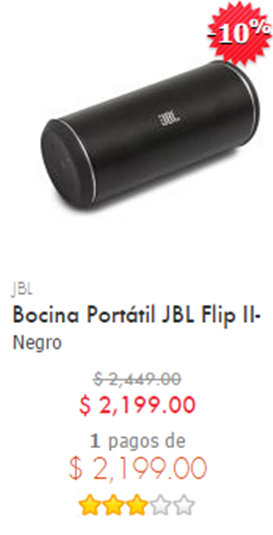 -10%
JBL
JBL
Bocina Portátil JBL Flip II-
Negro
$ 2,449.00
$ 2,199.00
1 pagos de
$ 2,199.00